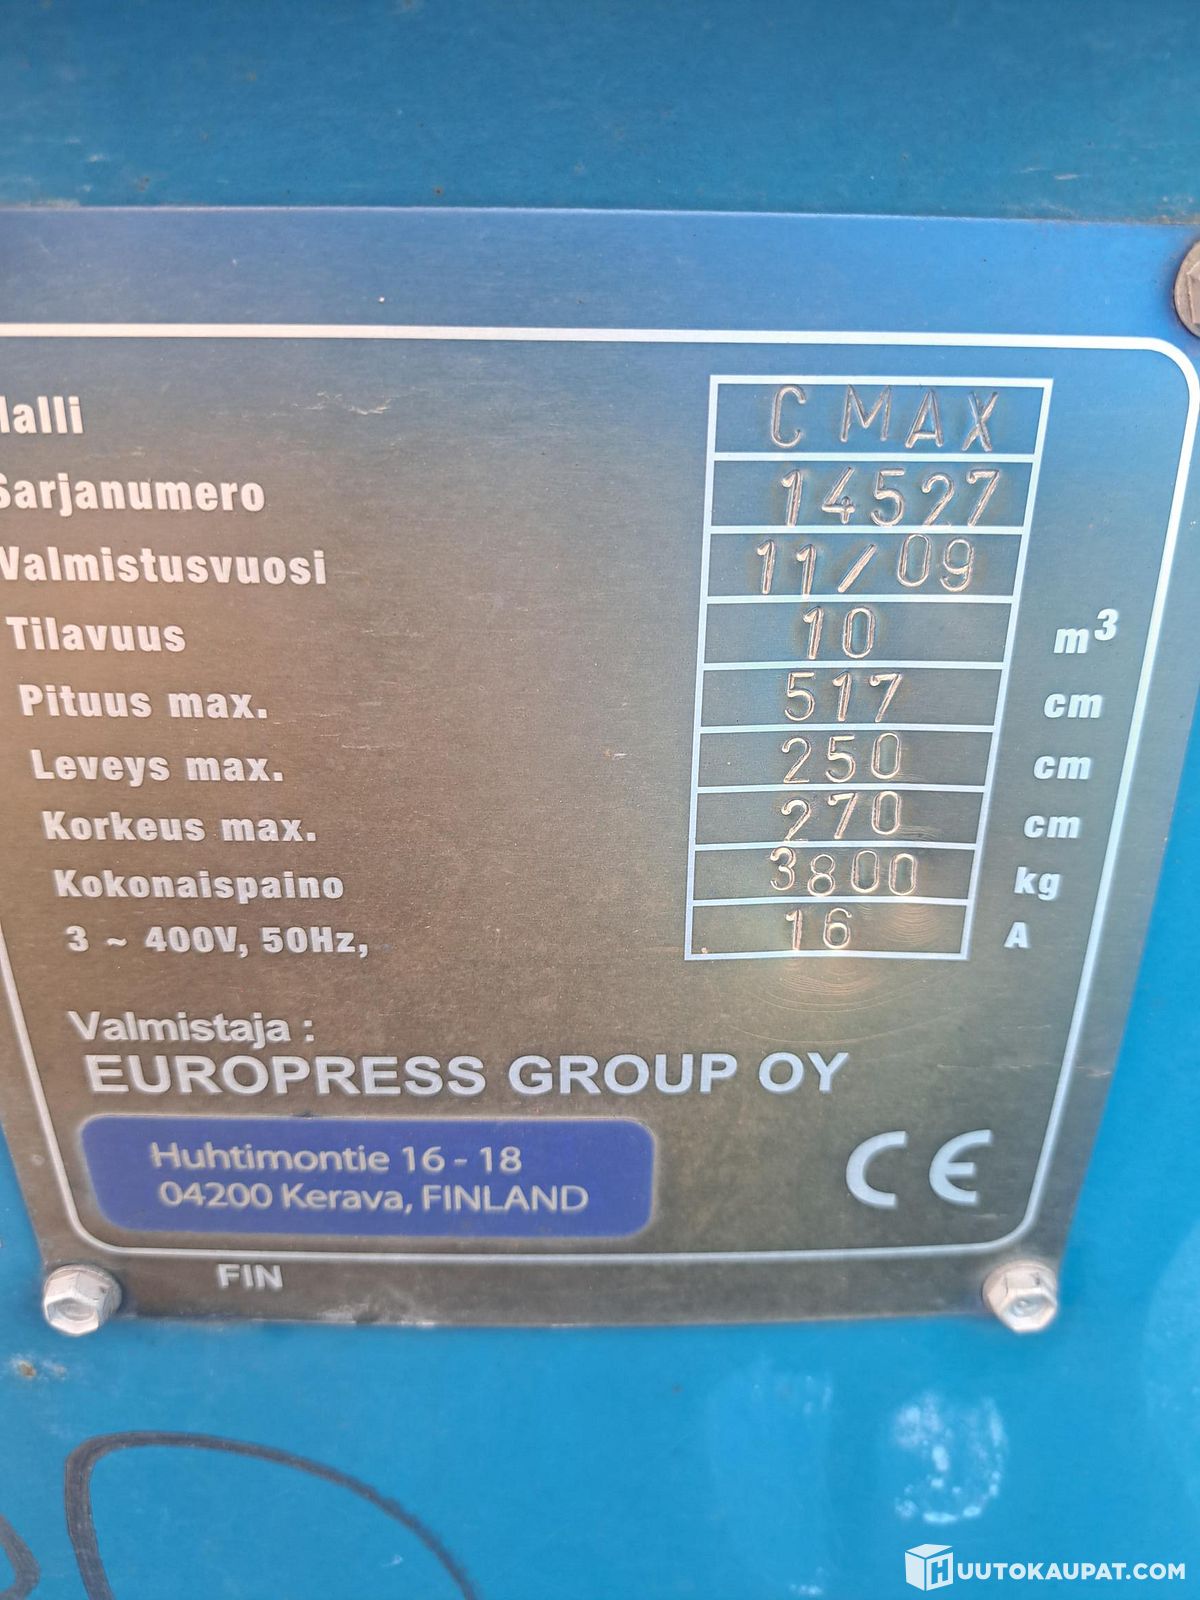 alli C MAX
Sarjanumero 14527
Valmistusvuosi 11/09
Tilavuus 10 m³
Pituus max. 517 cm
Leveys max. 250 cm
Korkeus max. 270 cm
Kokonaispaino 3800 kg
3 ~ 400V, 50Hz, 16 A
Valmistaja :
EUROPRESS GROUP OY
Huhtimontie 16 - 18
04200 Kerava, FINLAND
CE
FIN
HUUTOKAUPAT.COM